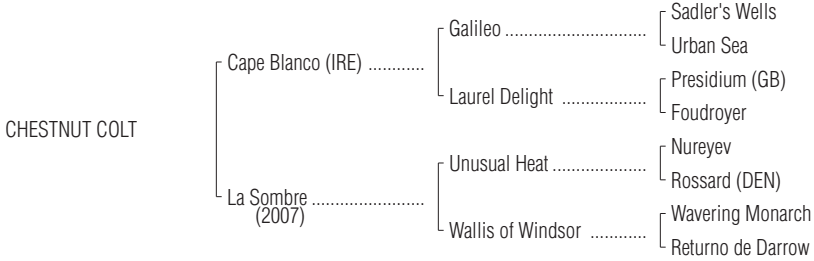 Sadler's Wells
Galileo ..............................
Urban Sea
Cape Blanco (IRE) ............
Presidium (GB)
Laurel Delight ..................
Foudroyer
CHESTNUT COLT
Nureyev
Unusual Heat ....................
Rossard (DEN)
La Sombre ........................
(2007)
Wavering Monarch
Wallis of Windsor ............
Returno de Darrow